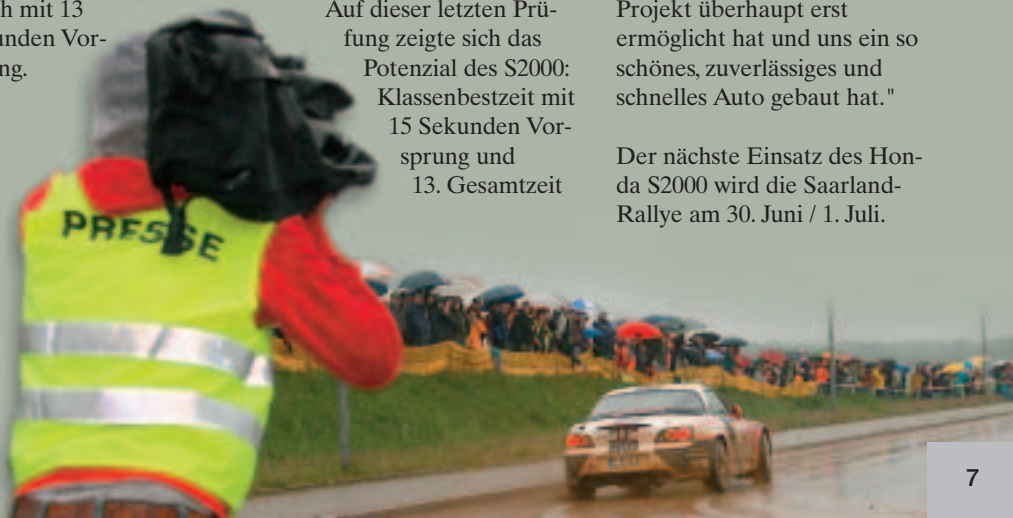 h mit 13
unden Vor-
ng.
Auf dieser letzten Prü-
fung zeigte sich das
Potenzial des S2000:
Klassenbestzeit mit
15 Sekunden Vor-
sprung und
13. Gesamtzeit
Projekt überhaupt erst
ermöglicht hat und uns ein so
schönes, zuverlässiges und
schnelles Auto gebaut hat."
Der nächste Einsatz des Hon-
da S2000 wird die Saarland-
Rallye am 30. Juni / 1. Juli.
PRESSE
7